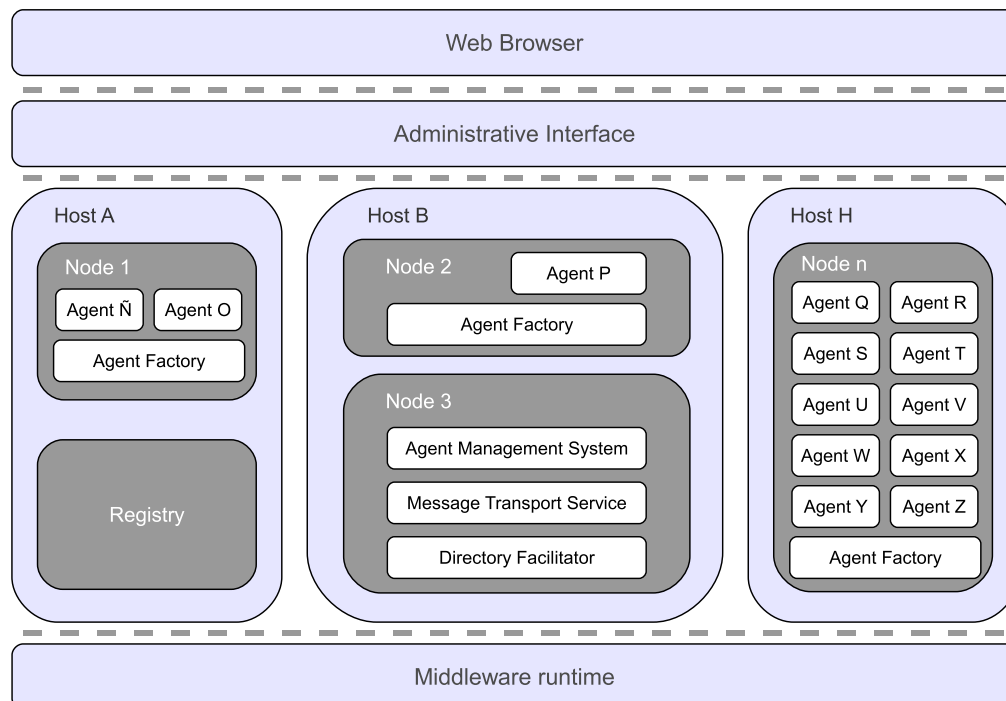 Web Browser
Administrative Interface
Host A
Node 1
Agent Ñ
Agent O
Agent Factory
Registry
Host B
Node 2
Agent P
Agent Factory
Node 3
Agent Management System
Message Transport Service
Directory Facilitator
Host H
Node n
Agent Q
Agent R
Agent S
Agent T
Agent U
Agent V
Agent W
Agent X
Agent Y
Agent Z
Agent Factory
Middleware runtime